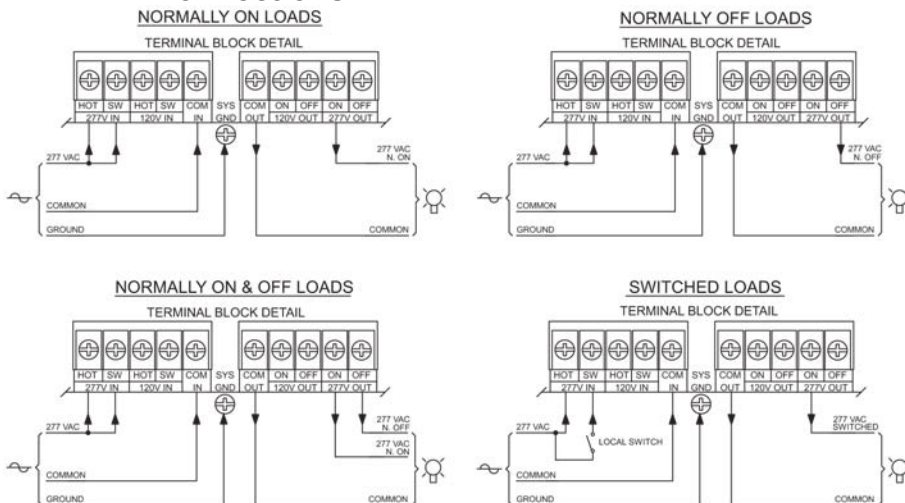 NORMALLY ON LOADS
TERMINAL BLOCK DETAIL
HOT SW HOT SW COM SYS COM ON OFF ON OFF
277V IN 120V IN IN GND OUT 120V OUT 277V OUT
277 VAC
277 VAC
N. ON
COMMON
GROUND
COMMON
NORMALLY OFF LOADS
TERMINAL BLOCK DETAIL
HOT SW HOT SW COM SYS COM ON OFF ON OFF
277V IN 120V IN IN GND OUT 120V OUT 277V OUT
277 VAC
277 VAC
N. OFF
COMMON
GROUND
COMMON
NORMALLY ON & OFF LOADS
TERMINAL BLOCK DETAIL
HOT SW HOT SW COM SYS COM ON OFF ON OFF
277V IN 120V IN IN GND OUT 120V OUT 277V OUT
277 VAC
277 VAC
N. OFF
277 VAC
N. ON
COMMON
GROUND
COMMON
SWITCHED LOADS
TERMINAL BLOCK DETAIL
HOT SW HOT SW COM SYS COM ON OFF ON OFF
277V IN 120V IN IN GND OUT 120V OUT 277V OUT
277 VAC
LOCAL SWITCH
277 VAC
SWITCHED
COMMON
GROUND
COMMON